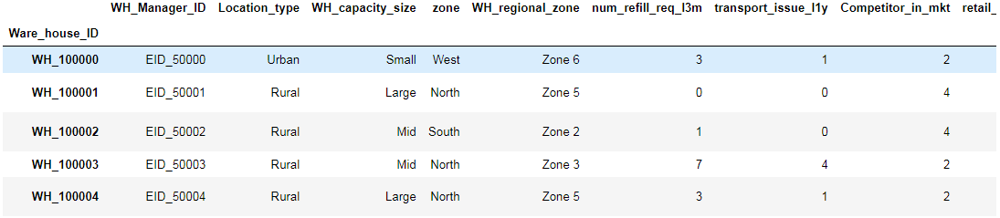 WH_Manager_ID Location_type WH_capacity_size zone WH_regional_zone num_refill_req_l3m transport_issue_l1y Competitor_in_mkt retail_
Ware_house_ID
WH_100000 EID_50000 Urban Small West Zone 6 3 1 2
WH_100001 EID_50001 Rural Large North Zone 5 0 0 4
WH_100002 EID_50002 Rural Mid South Zone 2 1 0 4
WH_100003 EID_50003 Rural Mid North Zone 3 7 4 2
WH_100004 EID_50004 Rural Large North Zone 5 3 1 2